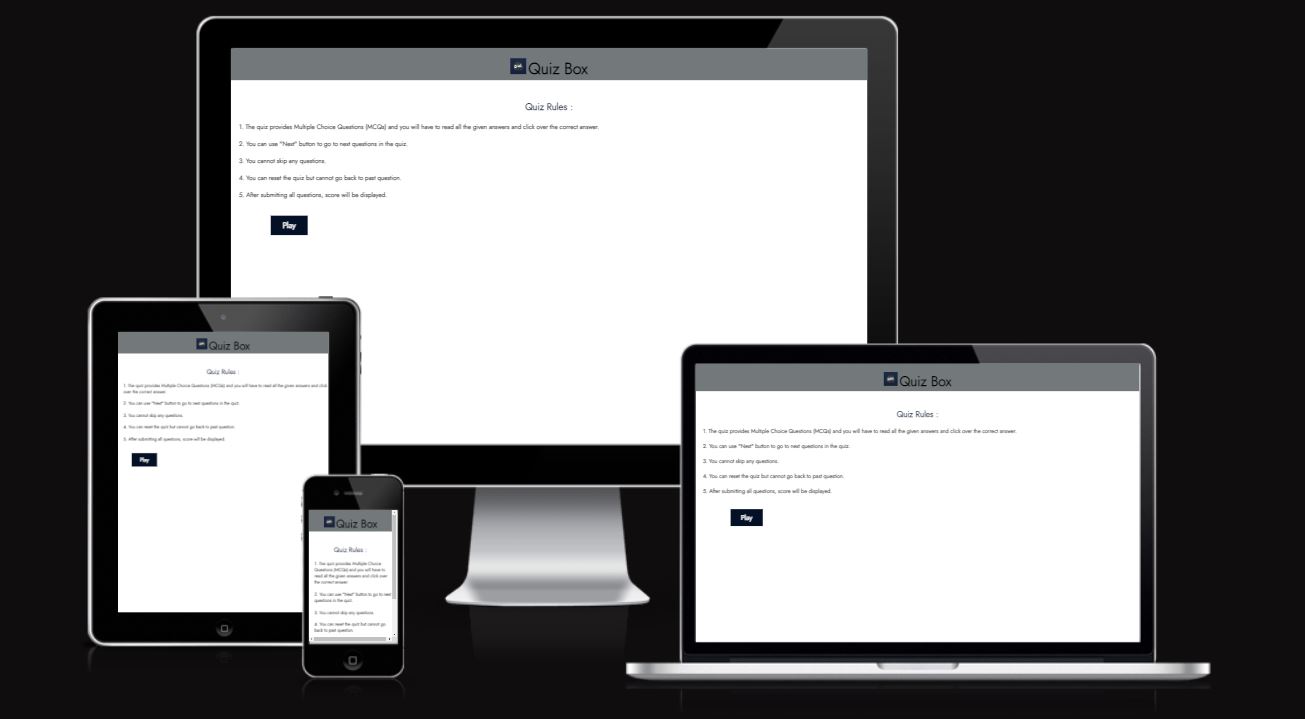 Quiz Box
Quiz Rules :
1. The quiz provides Multiple Choice Questions (MCQs) and you will have to read all the given answers and click over the correct answer.
2. You can use "Next" button to go to next questions in the quiz.
3. You cannot skip any questions.
4. You can reset the quiz but cannot go back to past question.
5. After submitting all questions, score will be displayed.
Play
Quiz Box
Quiz Rules :
1. The quiz provides Multiple Choice Questions (MCQs) and you will have to read all the given answers and click
over the correct answer.
2. You can use "Next" button to go to next questions in the quiz.
3. You cannot skip any questions.
4. You can reset the quiz but cannot go back to past question.
5. After submitting all questions, score will be displayed.
Play
Quiz Box
Quiz Rules :
1. The quiz provides Multiple Choice
Questions (MCQs) and you will have to
read all the given answers and click over
the correct answer.
2. You can use "Next" button to go to next
questions in the quiz.
3. You cannot skip any questions.
4. You can reset the quiz but cannot go
back to past question.
Quiz Box
Quiz Rules :
1. The quiz provides Multiple Choice Questions (MCQs) and you will have to read all the given answers and click over the correct answer.
2. You can use "Next" button to go to next questions in the quiz.
3. You cannot skip any questions.
4. You can reset the quiz but cannot go back to past question.
5. After submitting all questions, score will be displayed.
Play